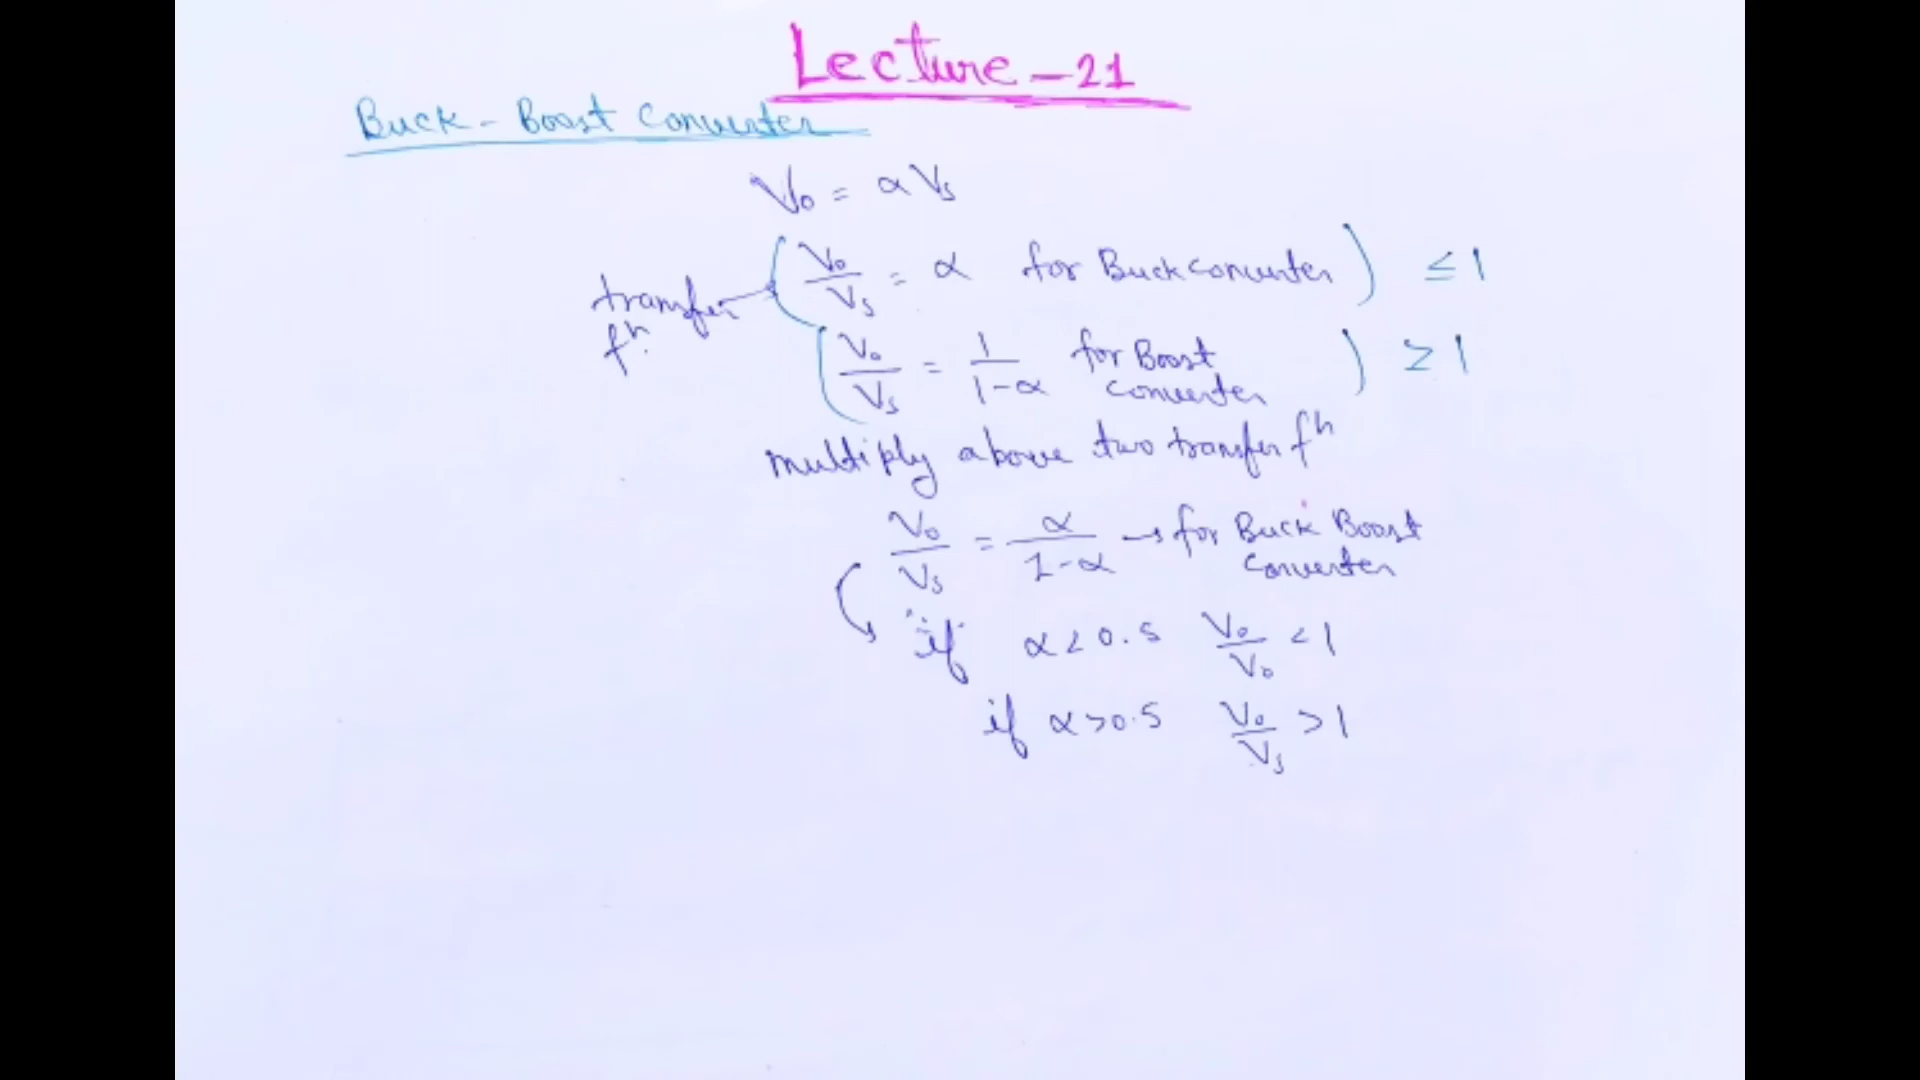 Lecture - 21
Buck - Boost Converter
V₀ = α Vs
transfer fⁿ. ( V₀/Vs = α for Buck converter ) ≤ 1
( V₀/Vs = 1/(1-α) for Boost converter ) ≥ 1
multiply above two transfer fⁿ
V₀/Vs = α/(1-α) → for Buck Boost Converter
if α < 0.5 V₀/V₀ < 1
if α > 0.5 V₀/Vs > 1